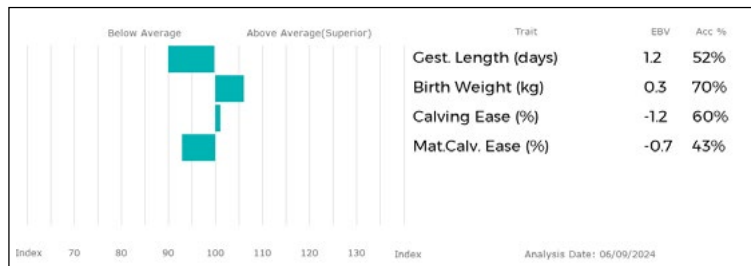 Below Average Above Average(Superior) Trait EBV Acc %
Gest. Length (days) 1.2 52%
Birth Weight (kg) 0.3 70%
Calving Ease (%) -1.2 60%
Mat.Calv. Ease (%) -0.7 43%
Index 70 80 90 100 110 120 130 Index Analysis Date: 06/09/2024